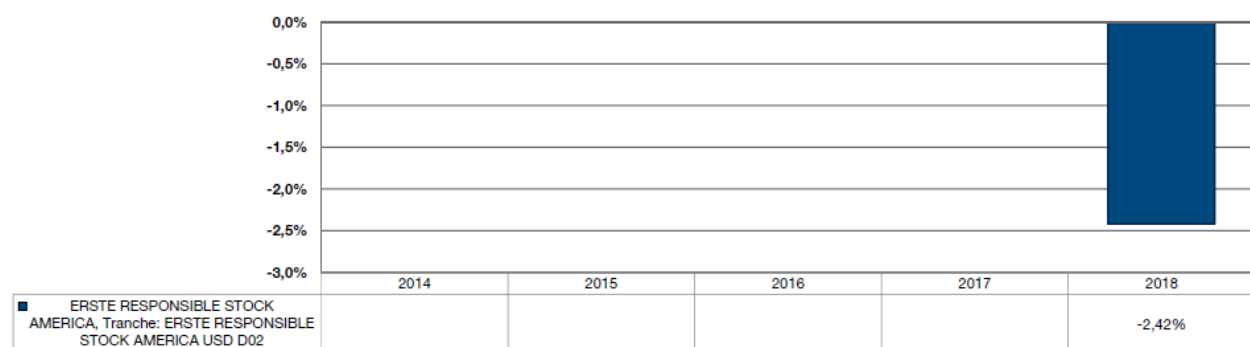 0,0%
-0,5%
-1,0%
-1,5%
-2,0%
-2,5%
-3,0%
2014 2015 2016 2017 2018
ERSTE RESPONSIBLE STOCK
AMERICA, Tranche: ERSTE RESPONSIBLE
STOCK AMERICA USD D02
-2,42%